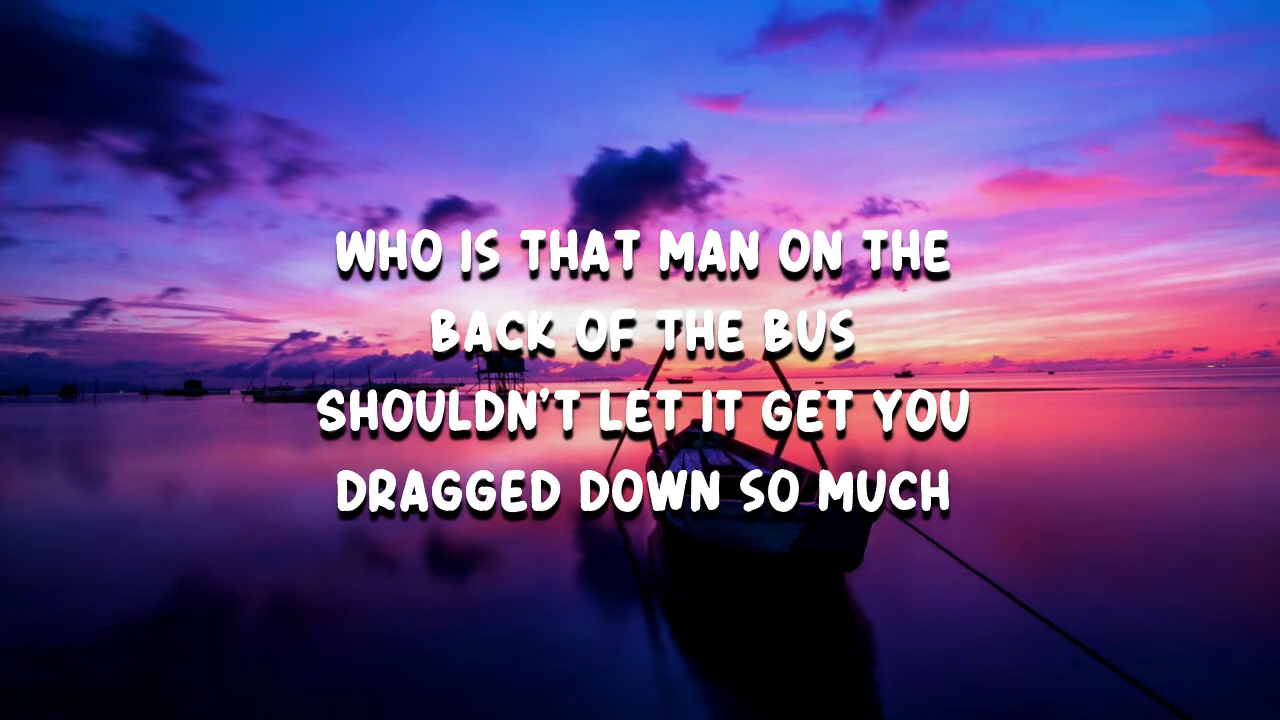 WHO IS THAT MAN ON THE
BACK OF THE BUS
SHOULDN'T LET IT GET YOU
DRAGGED DOWN SO MUCH